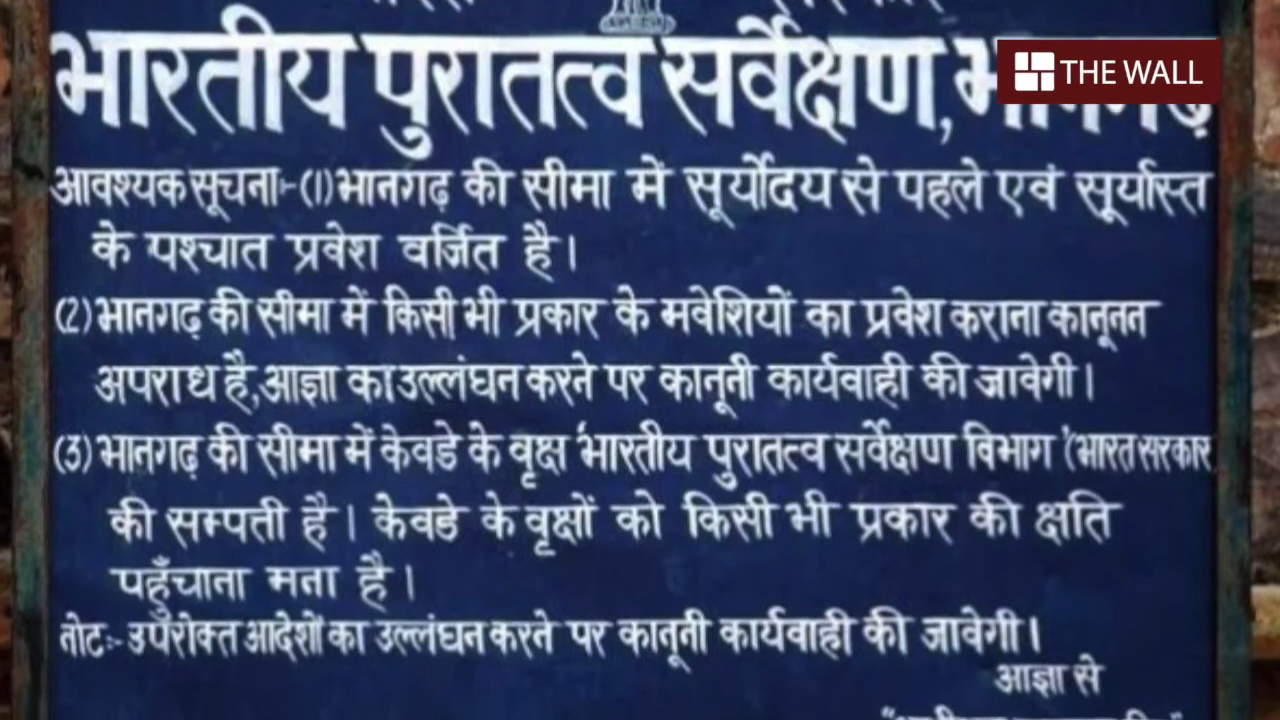 भारतीय पुरातत्व सर्वेक्षण,
THE WALL
आवश्यक सूचनाः-(1)भानगढ़ की सीमा में सूर्योदय से पहले एवं सूर्यास्त
के पश्चात प्रवेश वर्जित है।
(2)भानगढ़ की सीमा में किसी भी प्रकार के मवेशियों का प्रवेश कराना कानूनन
अपराध है,आज्ञा का उल्लंघन करने पर कानूनी कार्यवाही की जावेगी।
(3)भानगढ़ की सीमा में केवडे के वृक्ष 'भारतीय पुरातत्व सर्वेक्षण विभाग '(भारत सरकार
की सम्पती है। केवडे के वृक्षों को किसी भी प्रकार की क्षति
पहुँचाना मना है।
नोटः- उपरोक्त आदेशों का उल्लंघन करने पर कानूनी कार्यवाही की जावेगी।
आज्ञा से